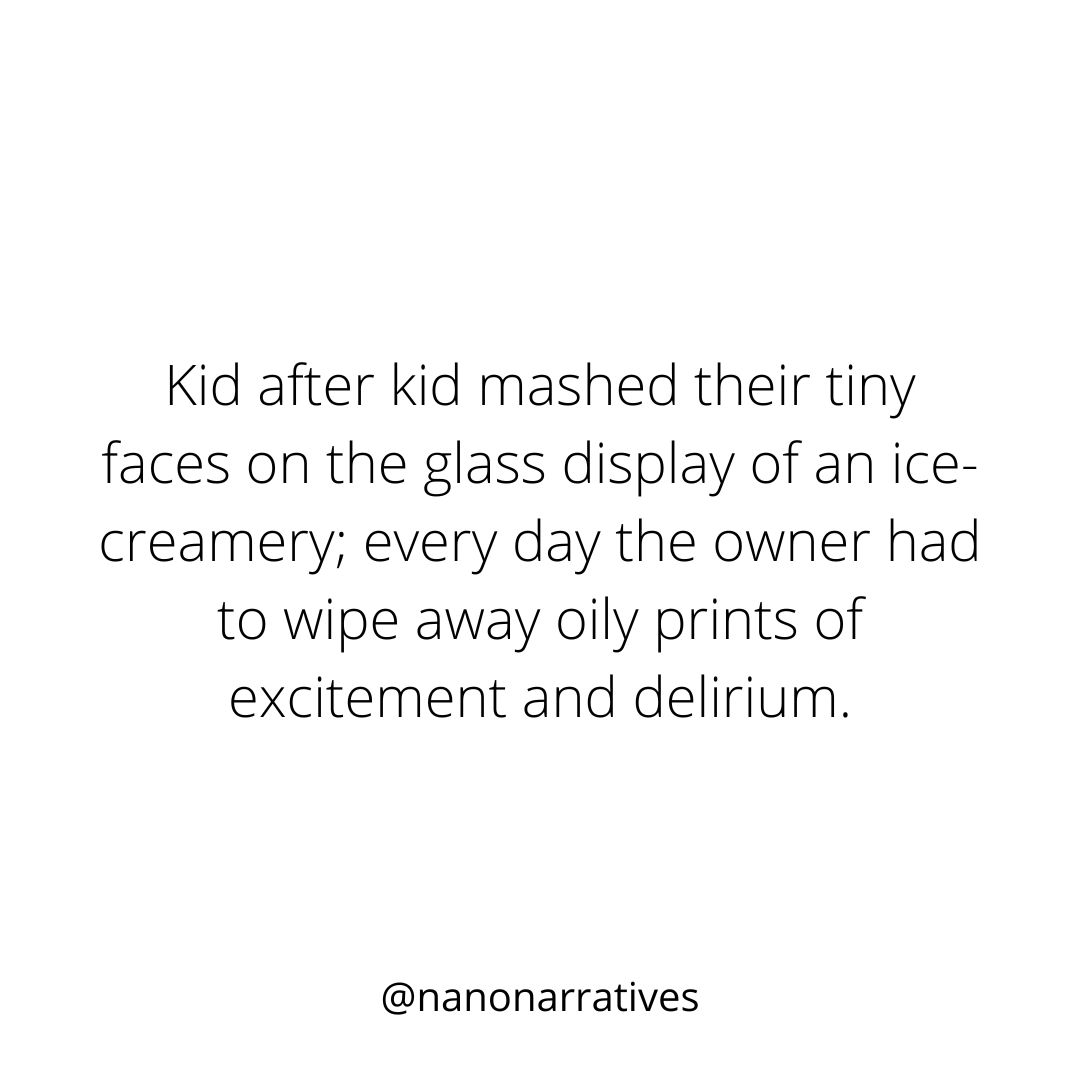 Kid after kid mashed their tiny
faces on the glass display of an ice-
creamery; every day the owner had
to wipe away oily prints of
excitement and delirium.
@nanonarratives